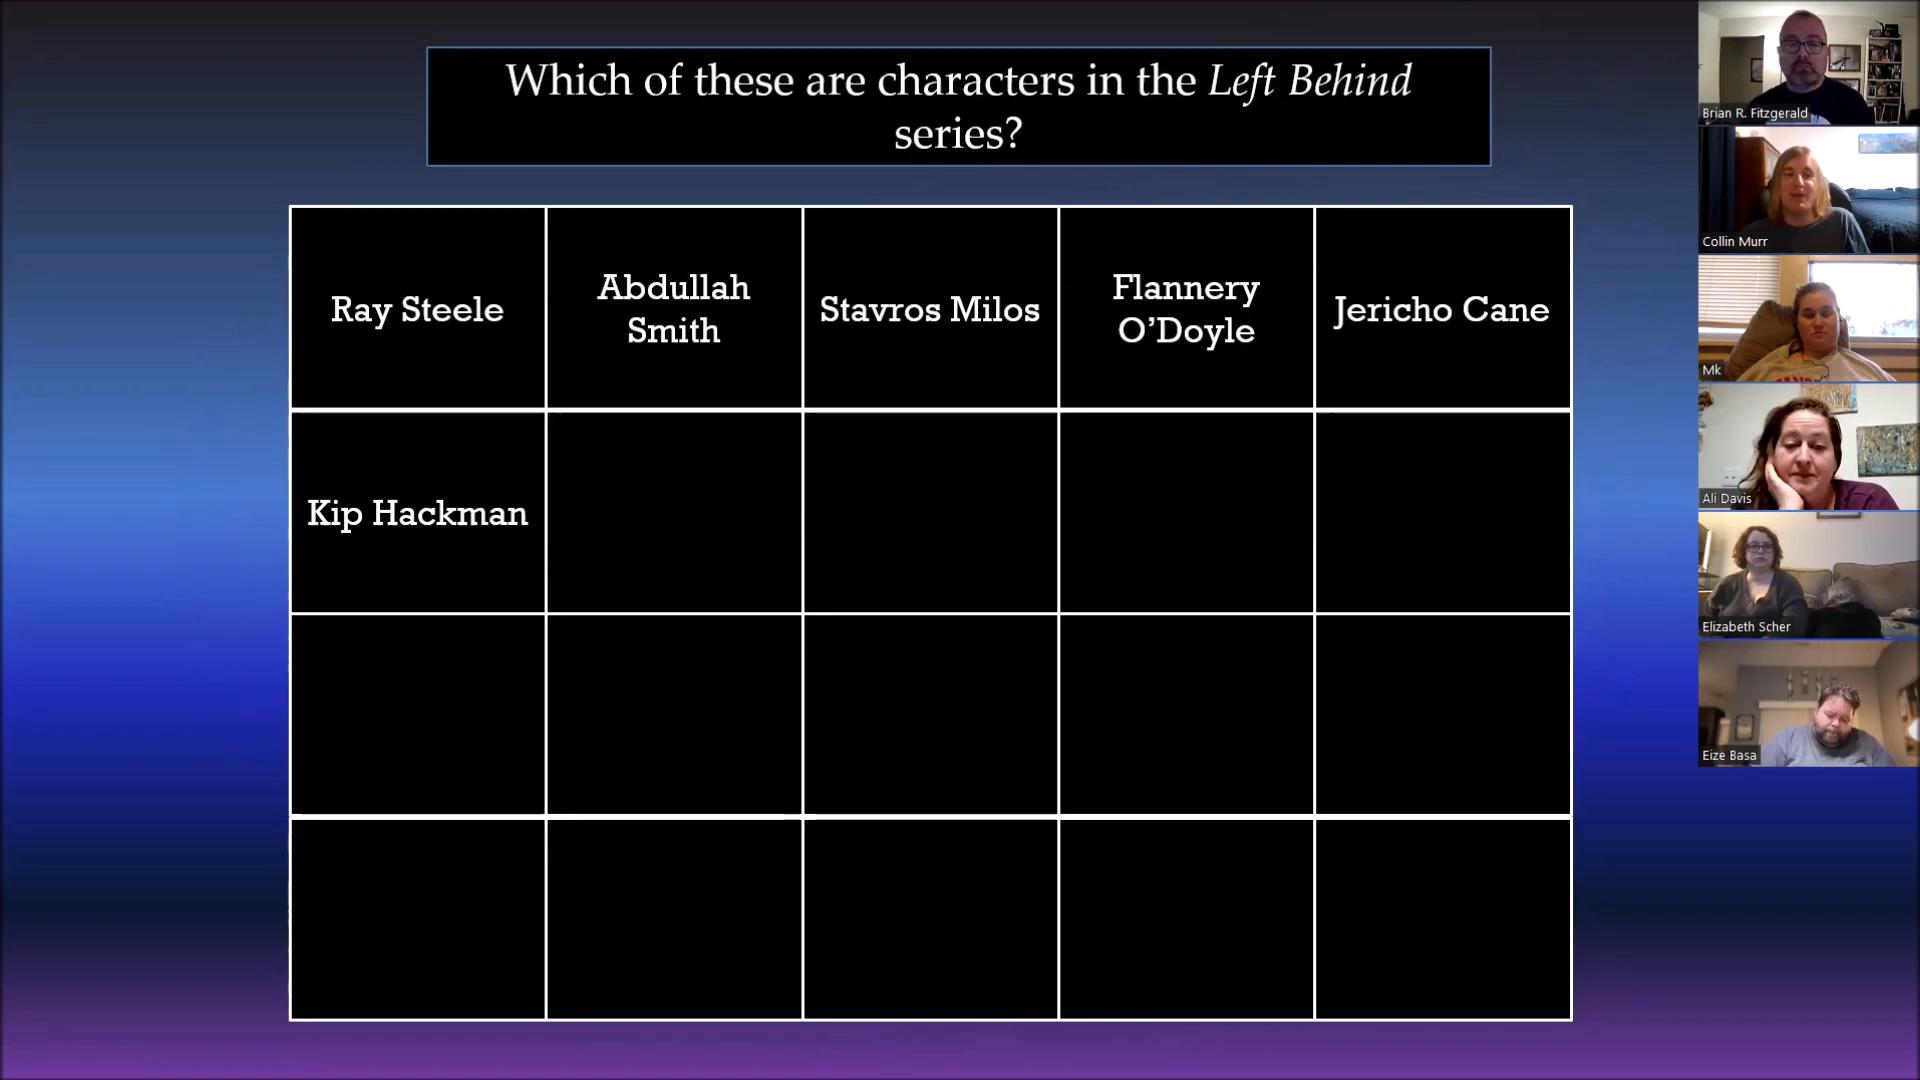 Which of these are characters in the Left Behind
series?
Ray Steele
Abdullah
Smith
Stavros Milos
Flannery
O’Doyle
Jericho Cane
Kip Hackman
Brian R. Fitzgerald
Collin Murr
Mk
Ali Davis
Elizabeth Scher
Eize Basa